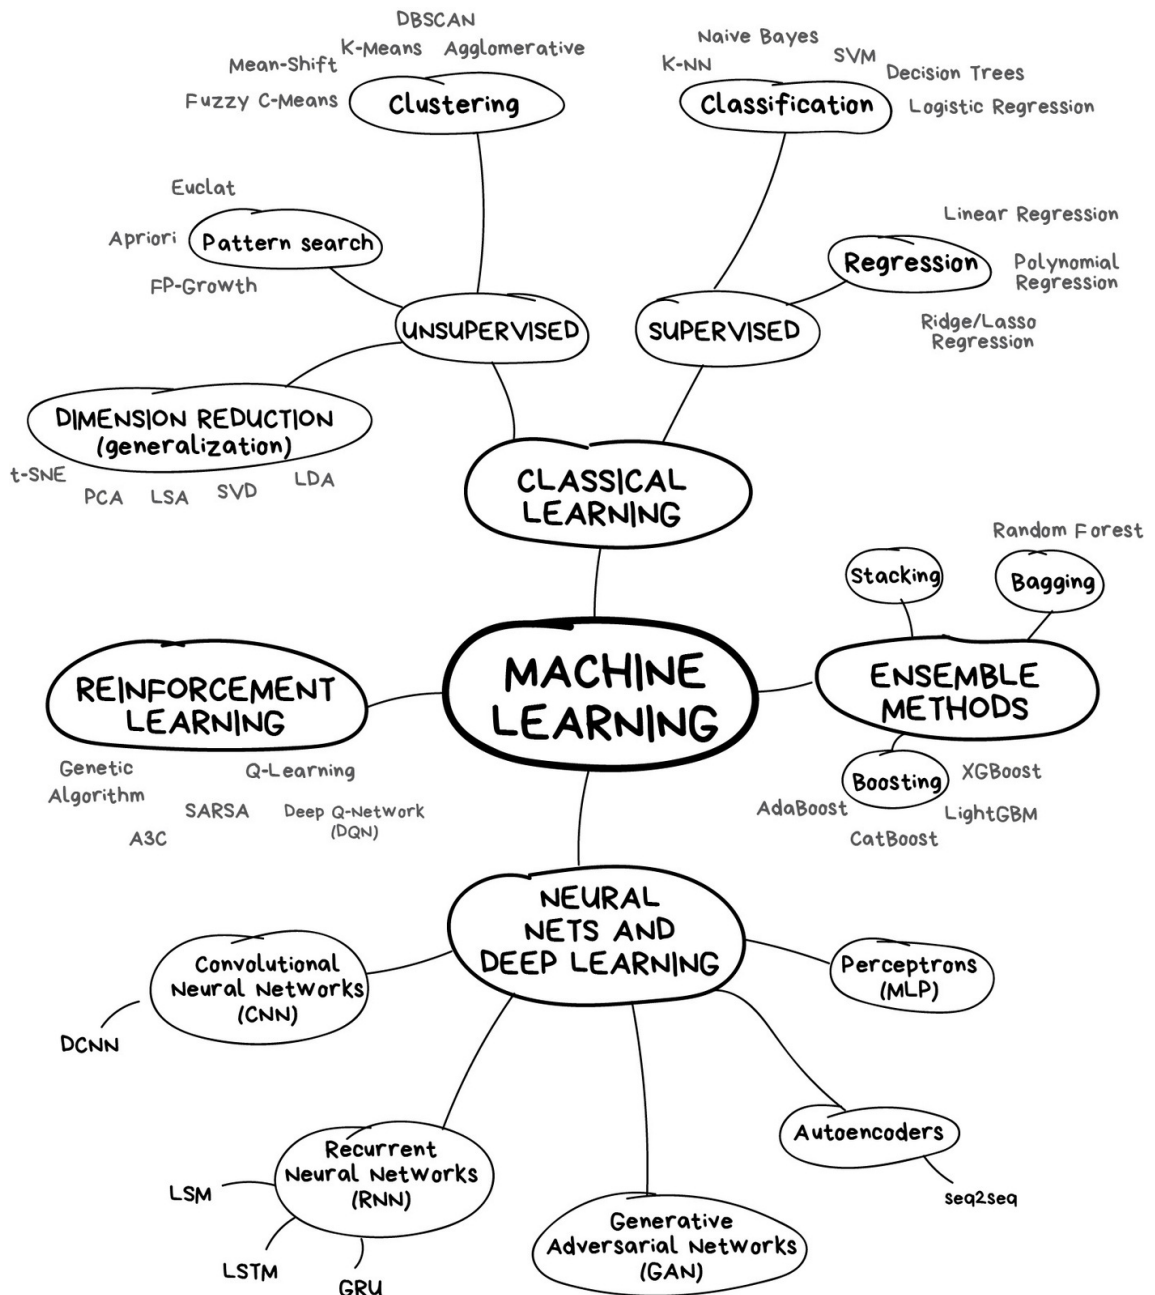 DBSCAN
K-Means
Agglomerative
Mean-Shift
Fuzzy C-Means
Clustering
Naive Bayes
K-NN
SVM
Decision Trees
Classification
Logistic Regression
Euclat
Apriori
Pattern search
FP-Growth
Linear Regression
Regression
Polynomial
Regression
Ridge/Lasso
Regression
UNSUPERVISED
SUPERVISED
DIMENSION REDUCTION
(generalization)
t-SNE
PCA
LSA
SVD
LDA
CLASSICAL
LEARNING
Random Forest
Stacking
Bagging
REINFORCEMENT
LEARNING
MACHINE
LEARNING
ENSEMBLE
METHODS
Genetic
Algorithm
Q-Learning
SARSA
Deep Q-Network
(DQN)
A3C
Boosting
XGBoost
AdaBoost
LightGBM
CatBoost
NEURAL
NETS AND
DEEP LEARNING
Convolutional
Neural Networks
(CNN)
DCNN
Perceptrons
(MLP)
Recurrent
Neural Networks
(RNN)
LSM
LSTM
GRU
Autoencoders
seq2seq
Generative
Adversarial Networks
(GAN)